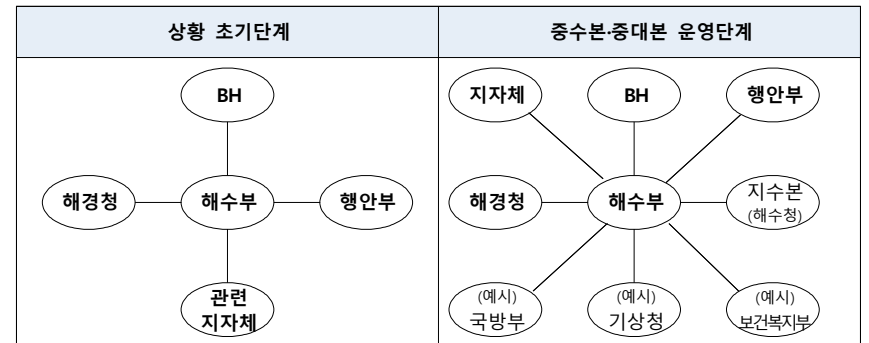 상황 초기단계
중수본·중대본 운영단계
BH
해경청
해수부
행안부
관련
지자체
지자체
BH
행안부
해경청
해수부
지수본
(해수청)
(예시)
국방부
(예시)
기상청
(예시)
보건복지부